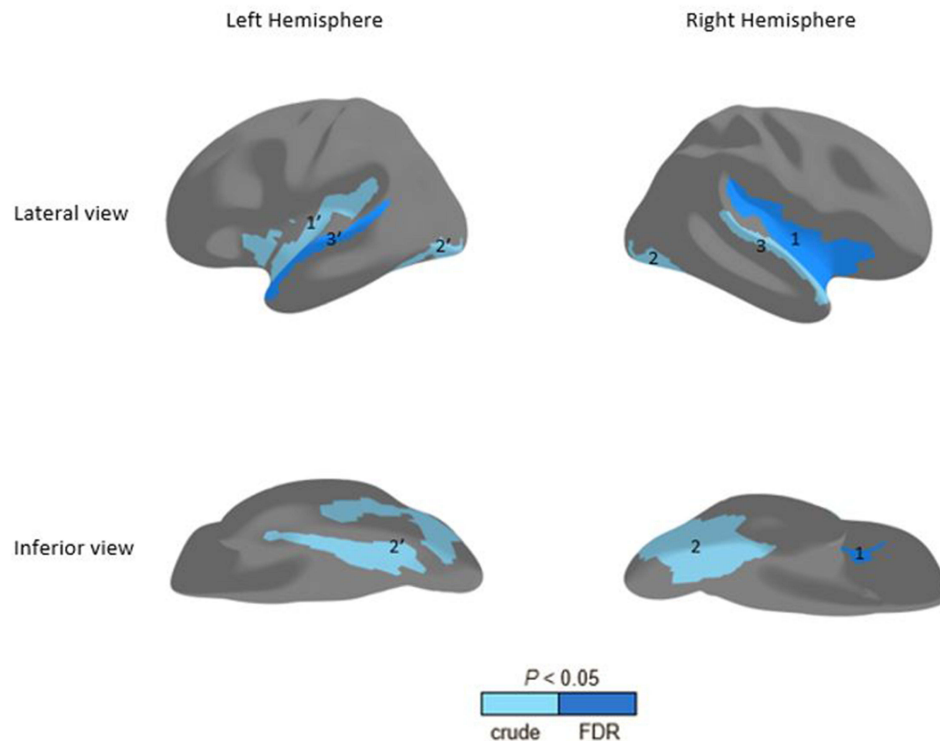 Left Hemisphere
Right Hemisphere
Lateral view
1'
3'
2'
1
3
2
Inferior view
2'
2
1
P < 0.05
crude
FDR